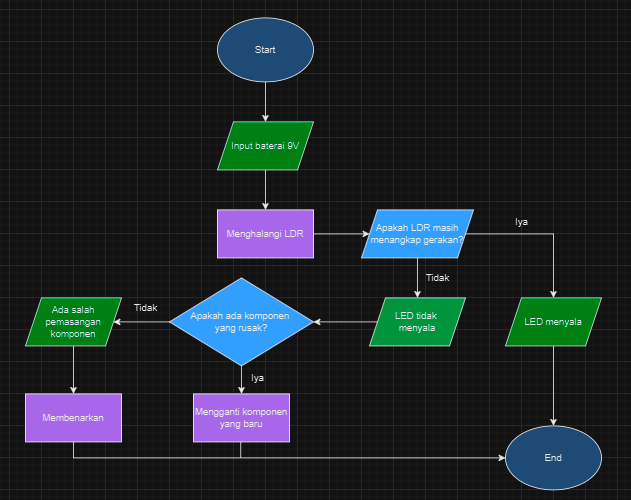 Start
Input baterai 9V
Menghalangi LDR
Apakah LDR masih
menangkap gerakan?
Iya
Tidak
LED menyala
LED tidak
menyala
Apakah ada komponen
yang rusak?
Tidak
Ada salah
pemasangan
komponen
Iya
Membenarkan
Mengganti komponen
yang baru
End